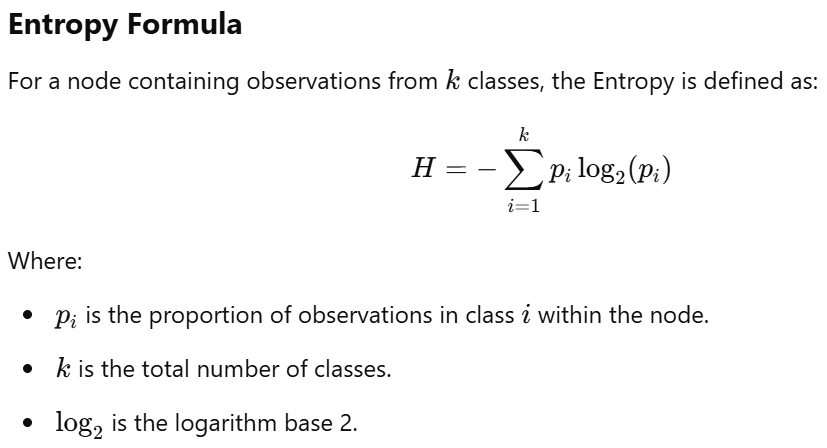 Entropy Formula
For a node containing observations from k classes, the Entropy is defined as:
H = −∑_{i=1}^{k} p_i log_2(p_i)
Where:
• p_i is the proportion of observations in class i within the node.
• k is the total number of classes.
• log_2 is the logarithm base 2.